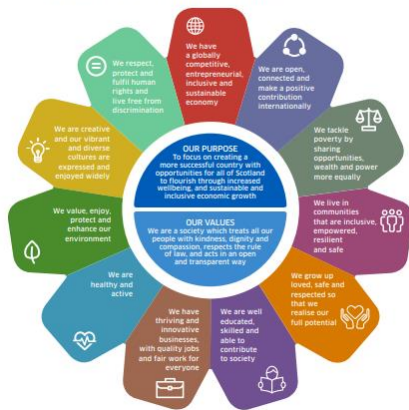 We have
a globally
competitive,
entrepreneurial,
inclusive and
sustainable
economy
We are open,
connected and
make a positive
contribution
internationally
We tackle
poverty by
sharing
opportunities,
wealth and power
more equally
We live in
communities
that are inclusive,
empowered,
resilient
and safe
We grow up
loved, safe and
respected so
that we
realise our
full potential
We are well
educated,
skilled and
able to
contribute
to society
We have
thriving and
innovative
businesses,
with quality jobs
and fair work for
everyone
We are
healthy and
active
We value, enjoy,
protect and
enhance our
environment
We are creative
and our vibrant
and diverse
cultures are
expressed and
enjoyed widely
We respect,
protect and
fulfil human
rights and
live free from
discrimination
OUR PURPOSE
To focus on creating a
more successful country with
opportunities for all of Scotland
to flourish through increased
wellbeing, and sustainable and
inclusive economic growth
OUR VALUES
We are a society which treats all our
people with kindness, dignity and
compassion, respects the rule
of law, and acts in an open
and transparent way